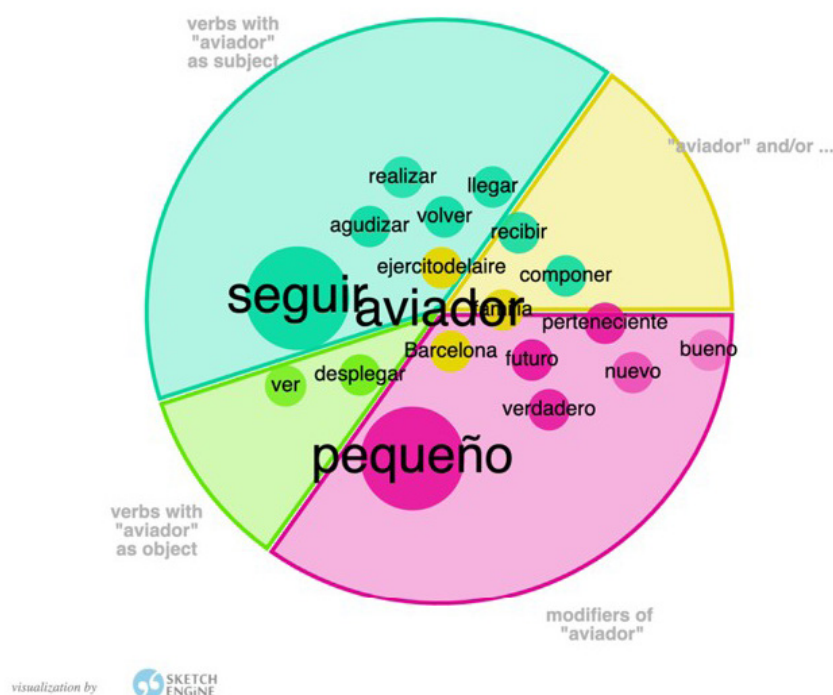 verbs with
"aviador"
as subject
"aviador" and/or ...
realizar
llegar
agudizar
volver
recibir
ejercitodelaire
componer
seguir
aviador
familia
perteneciente
Barcelona
futuro
bueno
ver
desplegar
nuevo
verdadero
pequeño
verbs with
"aviador"
as object
modifiers of
"aviador"
visualization by
SKETCH
ENGINE